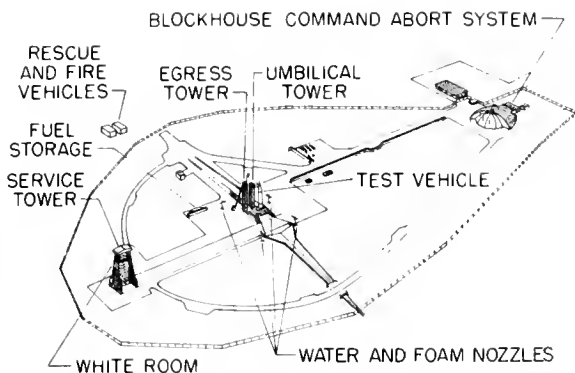 BLOCKHOUSE COMMAND ABORT SYSTEM
RESCUE
AND FIRE
VEHICLES
EGRESS
TOWER
UMBILICAL
TOWER
FUEL
STORAGE
SERVICE
TOWER
TEST VEHICLE
WHITE ROOM
WATER AND FOAM NOZZLES